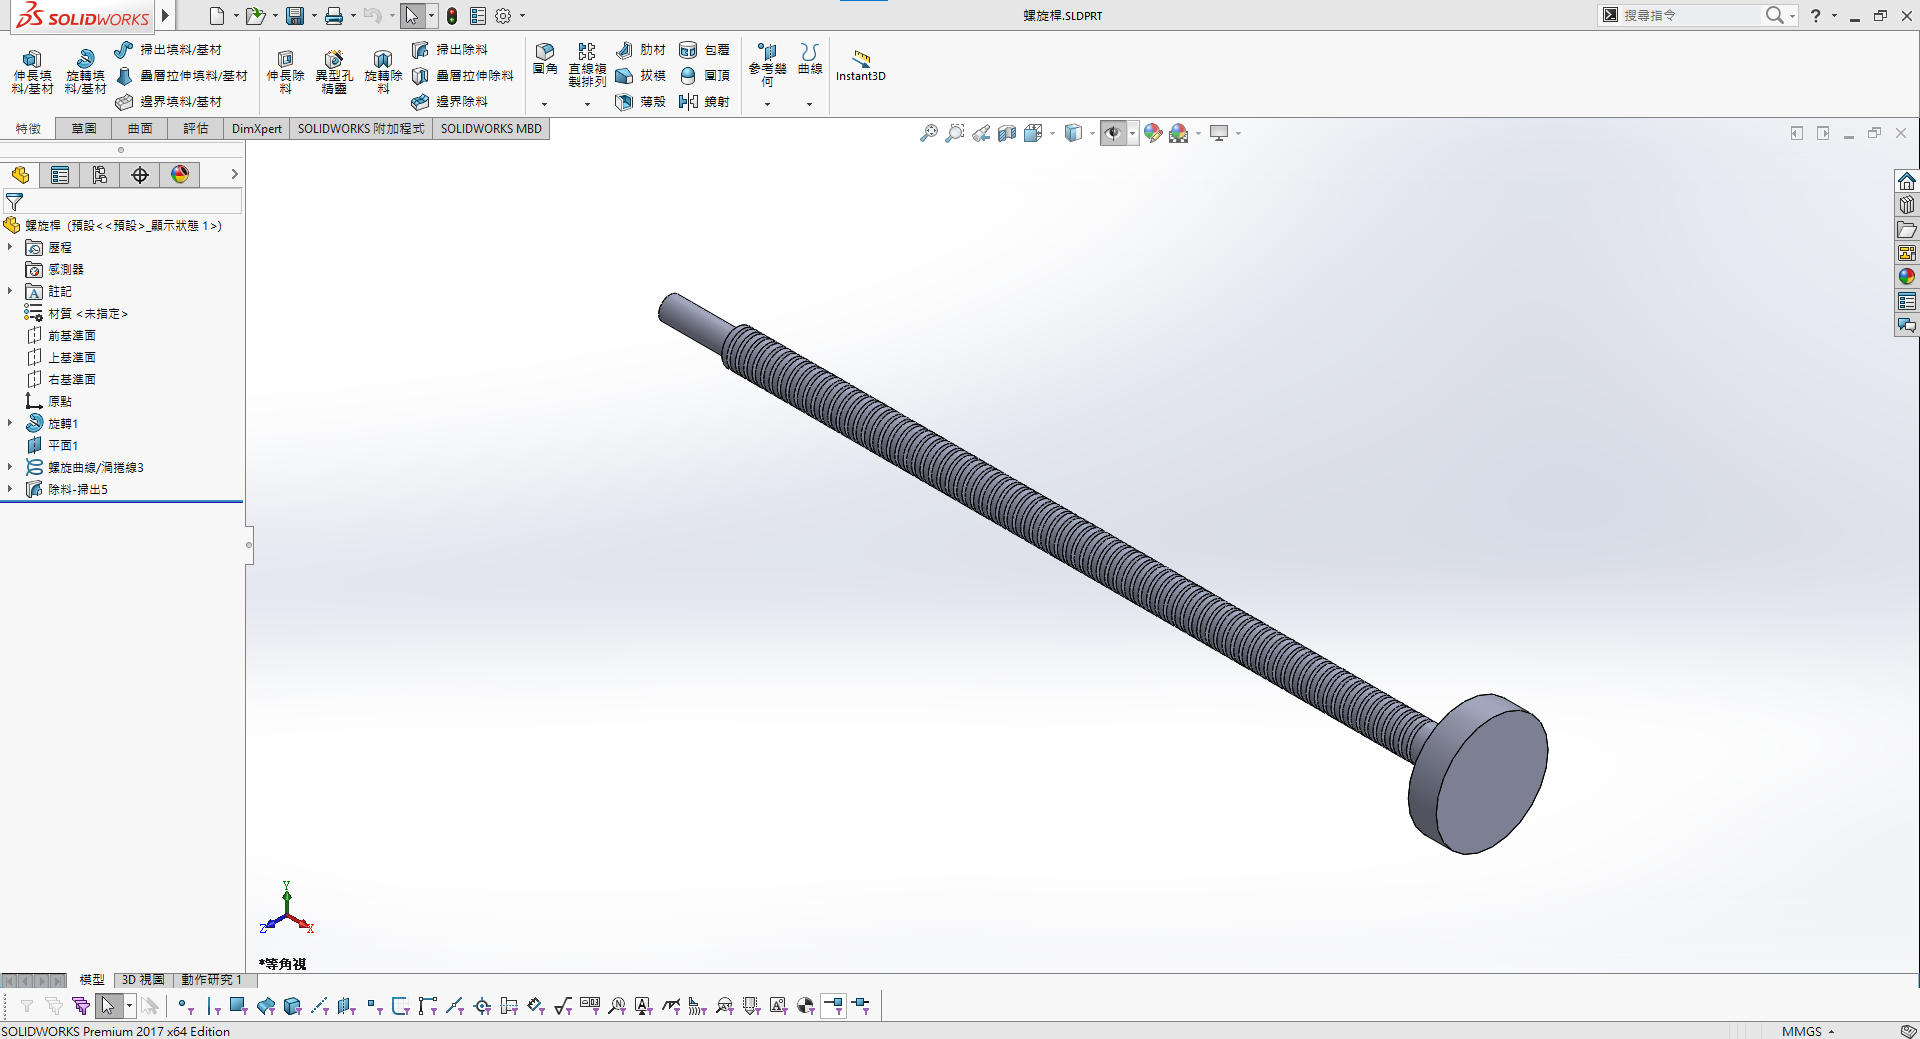 SOLIDWORKS
螺旋桿.SLDPRT
搜尋指令
伸長填料/基材
旋轉填料/基材
掃出填料/基材
疊層拉伸填料/基材
邊界填料/基材
伸長除料
異型孔精靈
旋轉除料
掃出除料
疊層拉伸除料
邊界除料
圓角
直線複製排列
肋材
拔模
薄殼
包覆
圓頂
鏡射
參考幾何
曲線
Instant3D
特徵 草圖 曲面 評估 DimXpert SOLIDWORKS 附加程式 SOLIDWORKS MBD
螺旋桿 (預設<<預設>_顯示狀態 1>)
歷程
感測器
註記
材質 <未指定>
前基準面
上基準面
右基準面
原點
旋轉1
平面1
螺旋曲線/渦捲線3
除料-掃出5
Y
Z
X
*等角視
模型 3D 視圖 動作研究 1
SOLIDWORKS Premium 2017 x64 Edition
MMGS